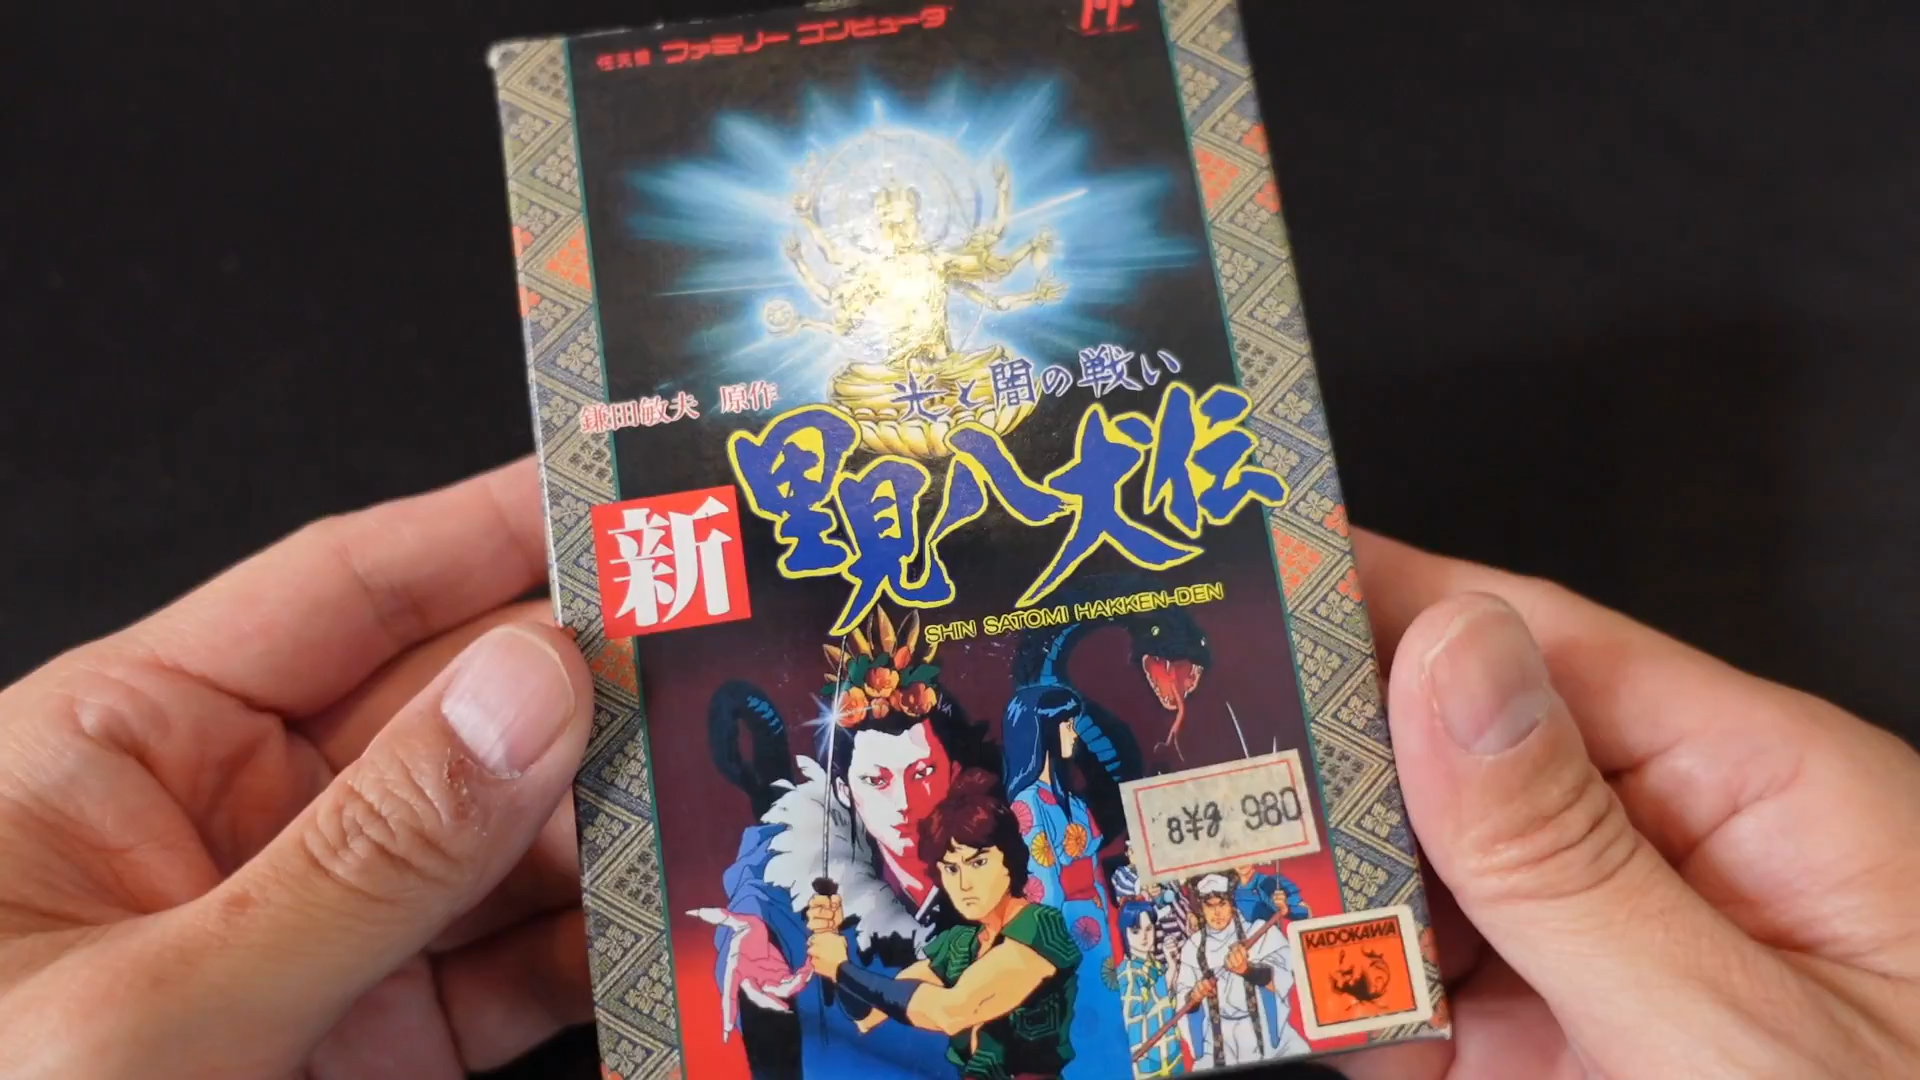 任天堂 ファミリー コンピュータ
光と闇の戦い
鎌田敏夫 原作
里見八犬伝
新
SHIN SATOMI HAKKEN-DEN
980
KADOKAWA